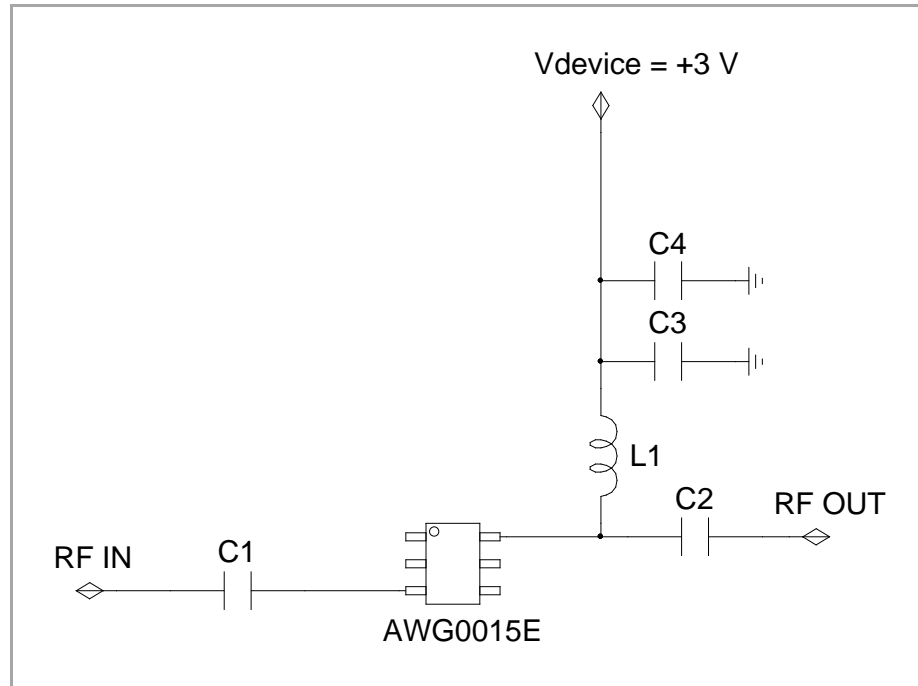 Vdevice = +3 V
C4
C3
L1
C2
RF OUT
C1
RF IN
AWG0015E